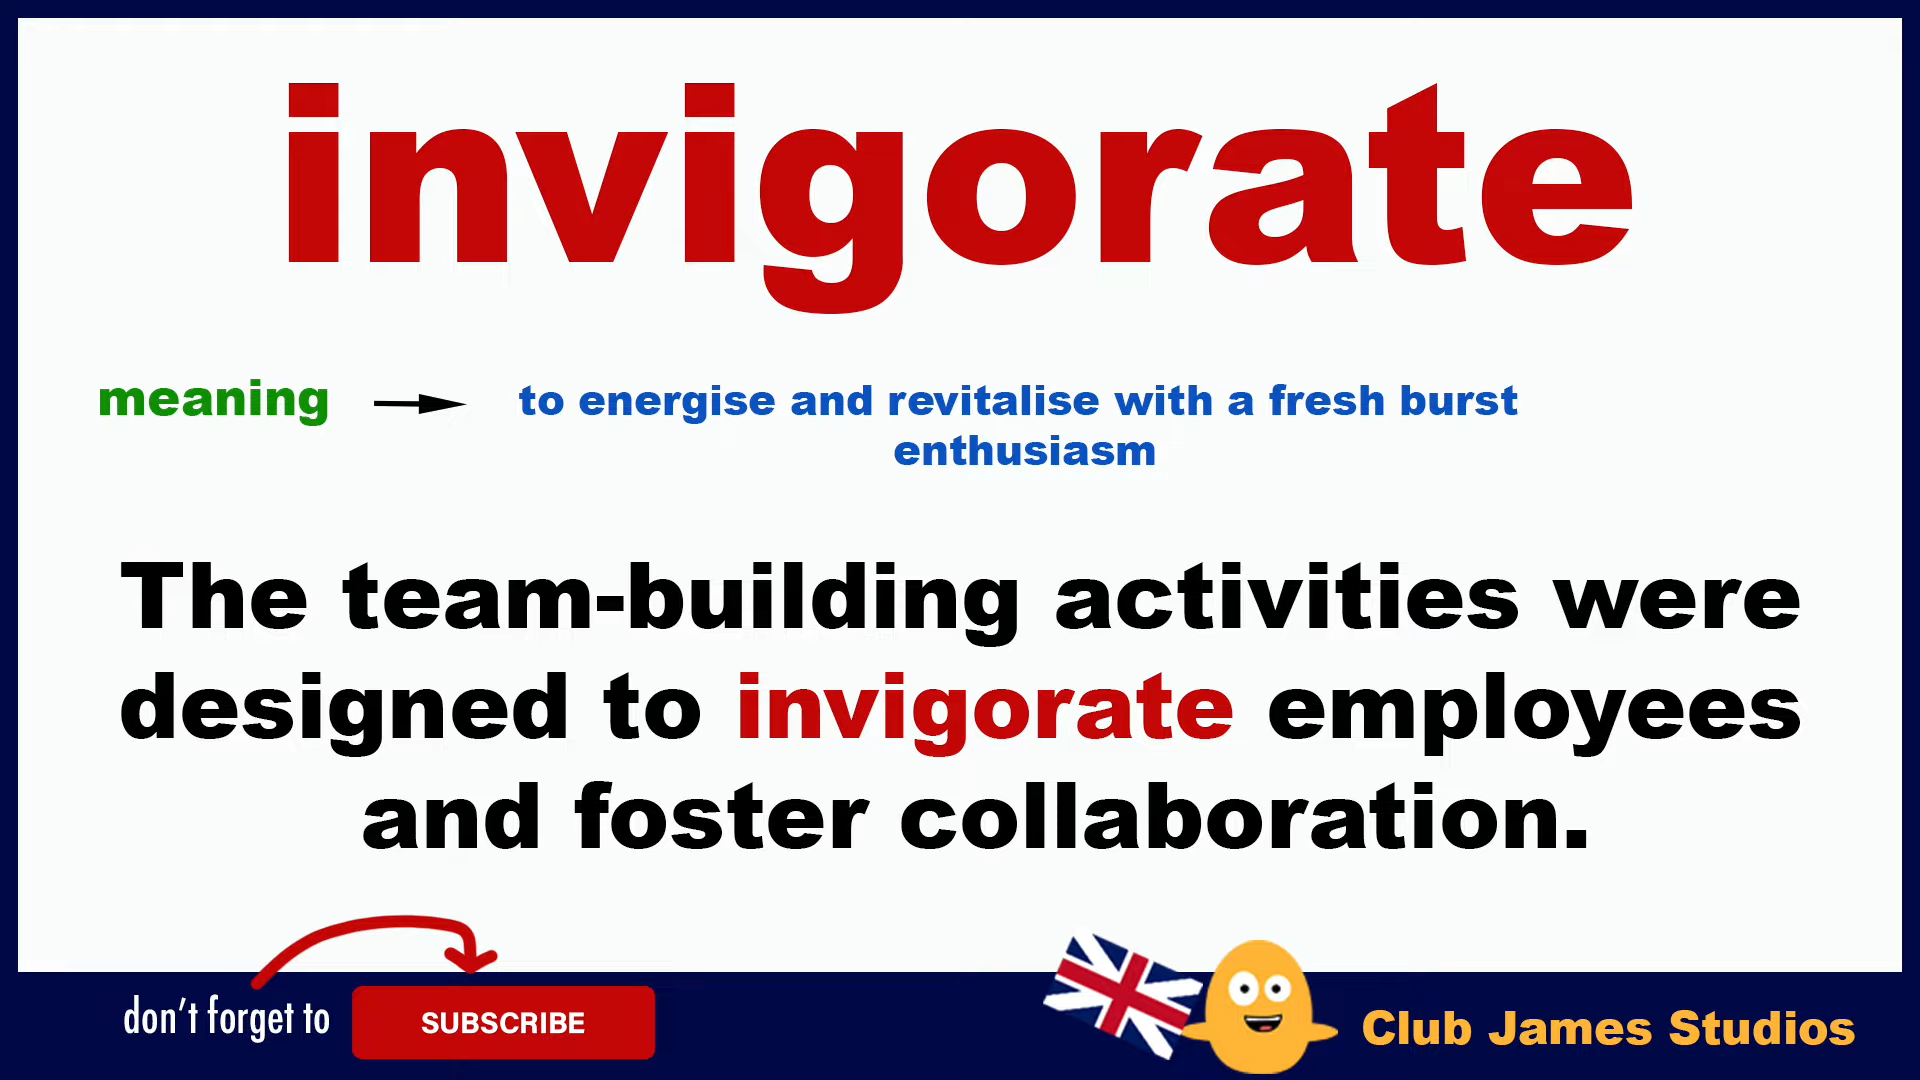 invigorate
meaning to energise and revitalise with a fresh burst
enthusiasm
The team-building activities were
designed to invigorate employees
and foster collaboration.
don't forget to SUBSCRIBE
Club James Studios